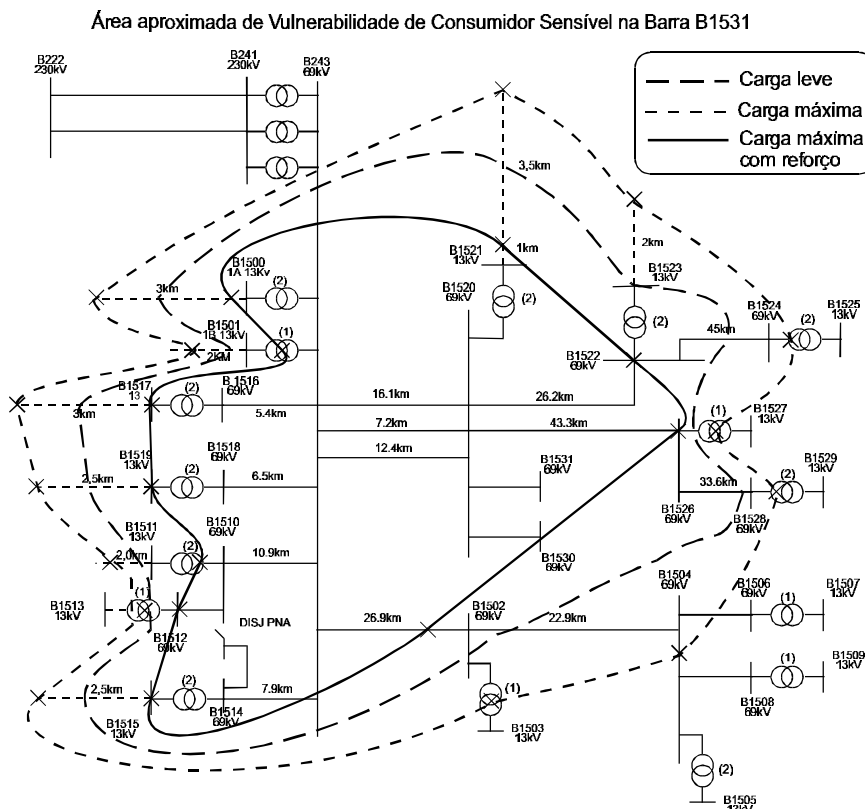 Área aproximada de Vulnerabilidade de Consumidor Sensível na Barra B1531
B222
230kV
B241
230kV
B243
69kV
Carga leve
Carga máxima
Carga máxima
com reforço
3,5km
1km
2km
B1521
13kV
B1523
13kV
B1500
1A 13Kv
(2)
3km
B1520
69kV
(2)
(2)
B1524
69kV
B1525
13kV
(2)
45km
B1501
1B 13kV
(1)
2KM
B1522
69kV
B1517
13
(2)
B 1516
69kV
3km
5.4km
16.1km
26.2km
7.2km
43.3km
12.4km
(1)
B1527
13kV
B1519
13kV
(2)
B1518
69kV
2,5km
6.5km
B1531
69kV
33.6km
(2)
B1529
13kV
B1526
69kV
B1528
69kV
B1511
13kV
(2)
B1510
69kV
2,0km
10.9km
B1530
69kV
B1513
13kV
(1)
B1512
69kV
DISJ PNA
26.9km
B1502
69kV
22.9km
B1504
69kV
B1506
69kV
(1)
B1507
13kV
2,5km
(2)
7.9km
B1515
13kV
B1514
69kV
(1)
B1503
13kV
(1)
B1509
13kV
B1508
69kV
(2)
B1505
13kV